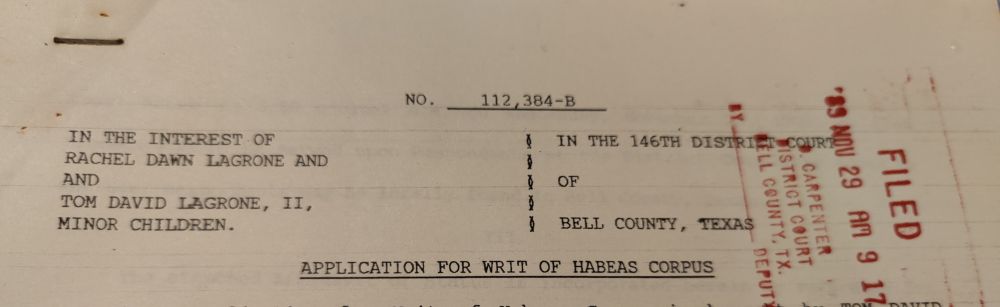 NO. 112,384-B
IN THE INTEREST OF § IN THE 146TH DISTRICT COURT
RACHEL DAWN LAGRONE AND §
AND § OF
TOM DAVID LAGRONE, II, §
MINOR CHILDREN. § BELL COUNTY, TEXAS
APPLICATION FOR WRIT OF HABEAS CORPUS
FILED
'89 NOV 29 AM 9 17
CARPENTER
DISTRICT COURT
BELL COUNTY, TX.
BY DEPUTY